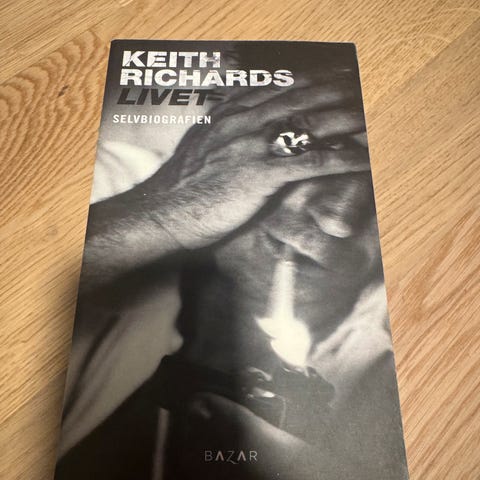 KEITH
RICHARDS
LIVET
SELVBIOGRAFIEN
BAZAR